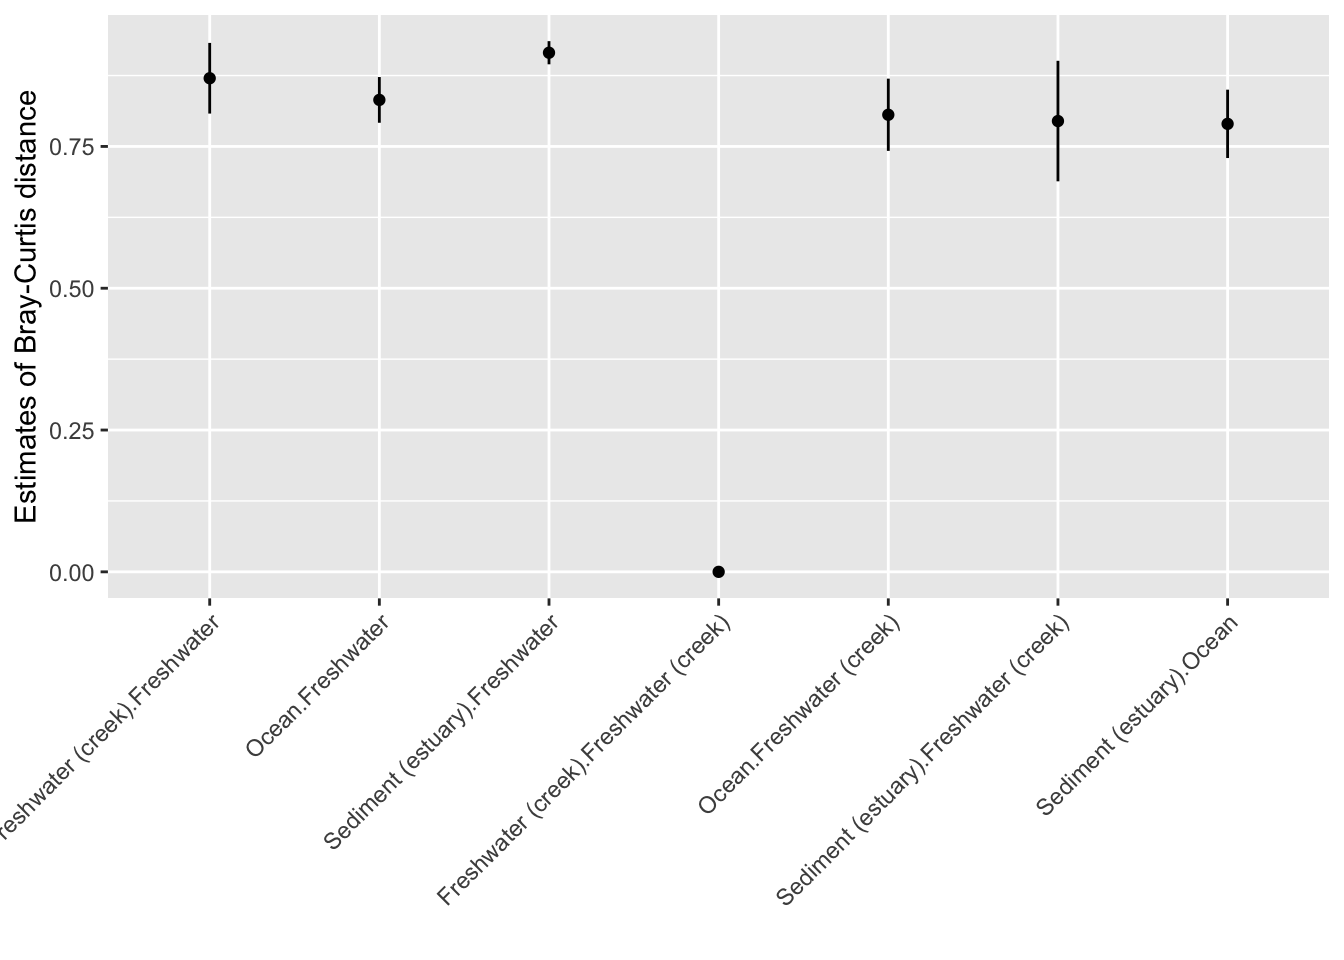 Estimates of Bray-Curtis distance
0.75
0.50
0.25
0.00
reshwater (creek).Freshwater
Ocean.Freshwater
Sediment (estuary).Freshwater
Freshwater (creek).Freshwater (creek)
Ocean.Freshwater (creek)
Sediment (estuary).Freshwater (creek)
Sediment (estuary).Ocean